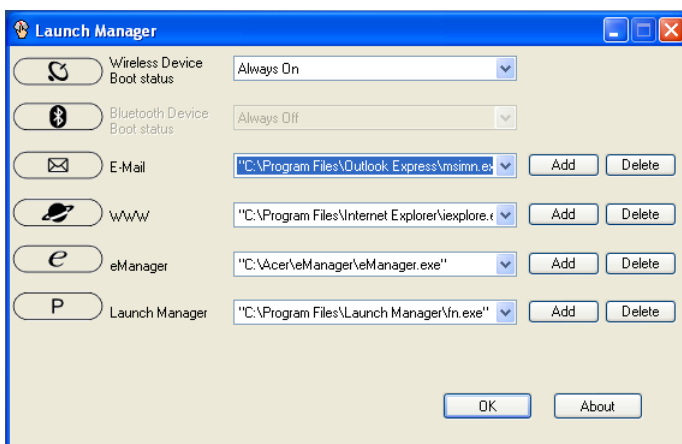 Launch Manager
Wireless Device
Boot status
Always On
Bluetooth Device
Boot status
Always Off
E-Mail
"C:\Program Files\Outlook Express\msimn.ex
Add
Delete
WWW
"C:\Program Files\Internet Explorer\iexplore.e
Add
Delete
e
eManager
"C:\Acer\eManager\eManager.exe"
Add
Delete
P
Launch Manager
"C:\Program Files\Launch Manager\fn.exe"
Add
Delete
OK
About